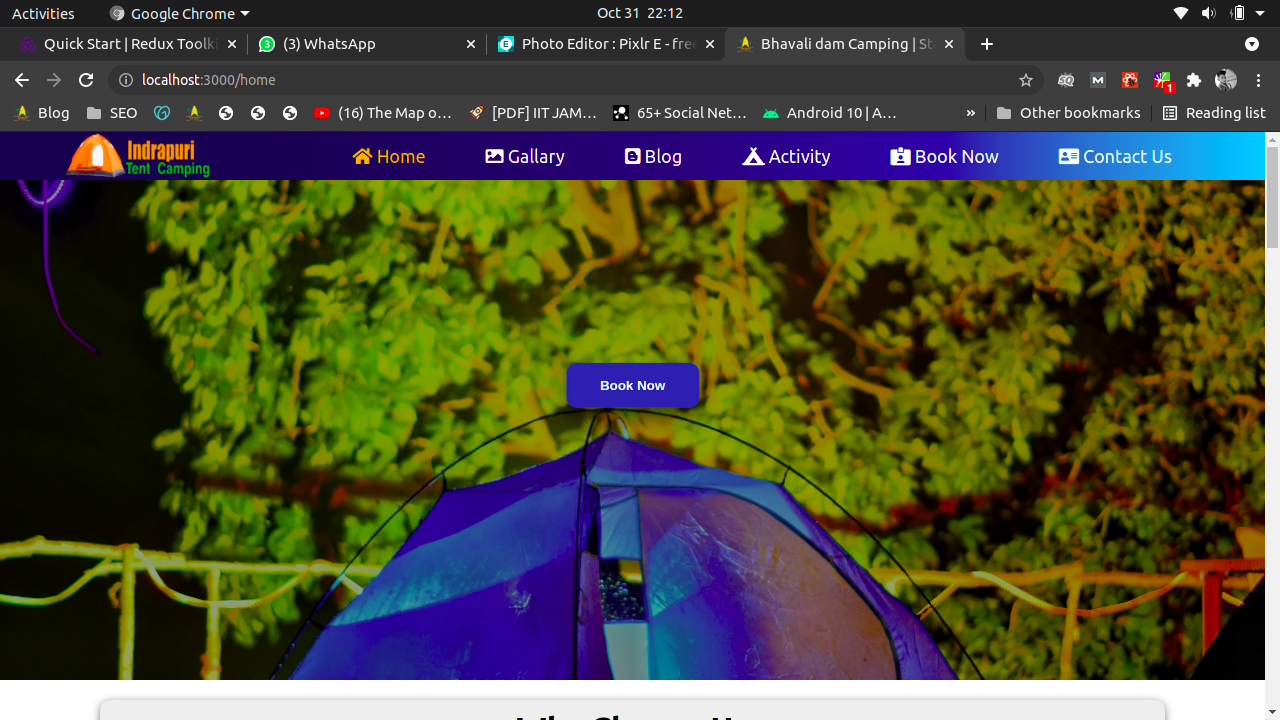 Activities Google Chrome Oct 31 22:12
Quick Start | Redux Toolki (3) WhatsApp Photo Editor : Pixlr E - free Bhavali dam Camping | Sta
localhost:3000/home
Blog SEO (16) The Map o… [PDF] IIT JAM… 65+ Social Net… Android 10 | A… » Other bookmarks Reading list
Indrapuri
Tent Camping
Home Gallary Blog Activity Book Now Contact Us
Book Now